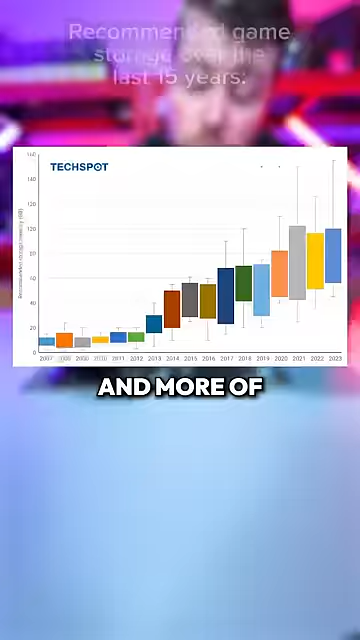 Recommended game
storage over the
last 15 years:
TECHSPOT
160
140
120
100
80
60
40
20
0
2007 2008 2009 2010 2011 2012 2013 2014 2015 2016 2017 2018 2019 2020 2021 2022 2023
AND MORE OF